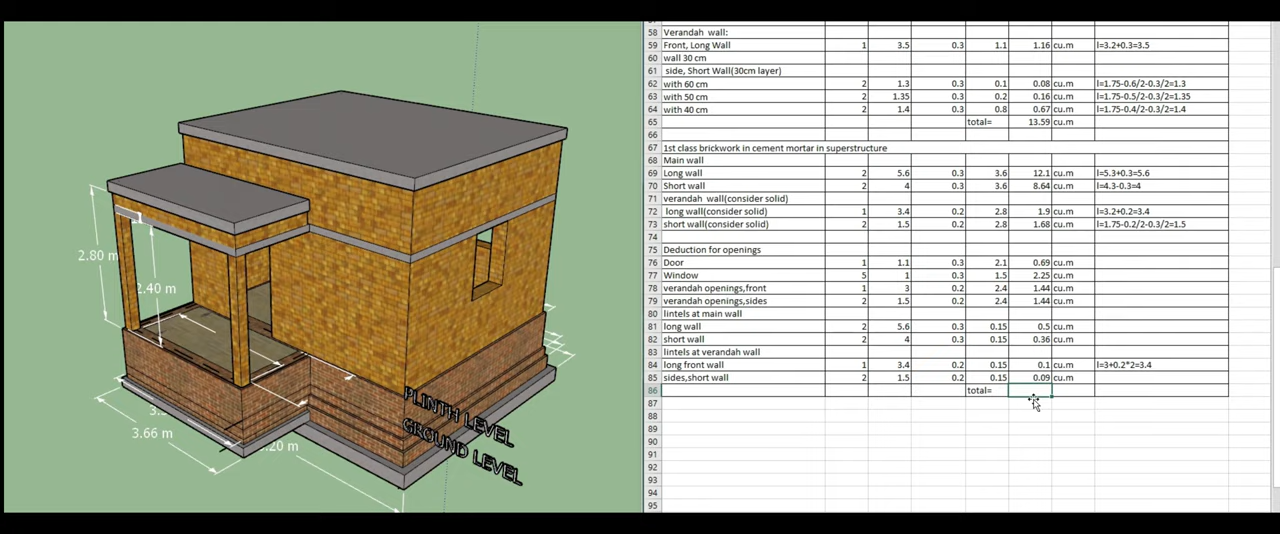 2.80 m
2.40 m
3.66 m
.20 m
PLINTH LEVEL
GROUND LEVEL
58 Verandah wall:
59 Front, Long Wall 1 3.5 0.3 1.1 1.16 cu.m l=3.2+0.3=3.5
60 wall 30 cm
61 side, Short Wall(30cm layer)
62 with 60 cm 2 1.3 0.3 0.1 0.08 cu.m l=1.75-0.6/2-0.3/2=1.3
63 with 50 cm 2 1.35 0.3 0.2 0.16 cu.m l=1.75-0.5/2-0.3/2=1.35
64 with 40 cm 2 1.4 0.3 0.8 0.67 cu.m l=1.75-0.4/2-0.3/2=1.4
65 total= 13.59 cu.m
66
67 1st class brickwork in cement mortar in superstructure
68 Main wall
69 Long wall 2 5.6 0.3 3.6 12.1 cu.m l=5.3+0.3=5.6
70 Short wall 2 4 0.3 3.6 8.64 cu.m l=4.3-0.3=4
71 verandah wall(consider solid)
72 long wall(consider solid) 1 3.4 0.2 2.8 1.9 cu.m l=3.2+0.2=3.4
73 short wall(consider solid) 2 1.5 0.2 2.8 1.68 cu.m l=1.75-0.2/2-0.3/2=1.5
74
75 Deduction for openings
76 Door 1 1.1 0.3 2.1 0.69 cu.m
77 Window 5 1 0.3 1.5 2.25 cu.m
78 verandah openings,front 1 3 0.2 2.4 1.44 cu.m
79 verandah openings,sides 2 1.5 0.2 2.4 1.44 cu.m
80 lintels at main wall
81 long wall 2 5.6 0.3 0.15 0.5 cu.m
82 short wall 2 4 0.3 0.15 0.36 cu.m
83 lintels at verandah wall
84 long front wall 1 3.4 0.2 0.15 0.1 cu.m l=3+0.2*2=3.4
85 sides,short wall 2 1.5 0.2 0.15 0.09 cu.m
86 total=
87
88
89
90
91
92
93
94
95